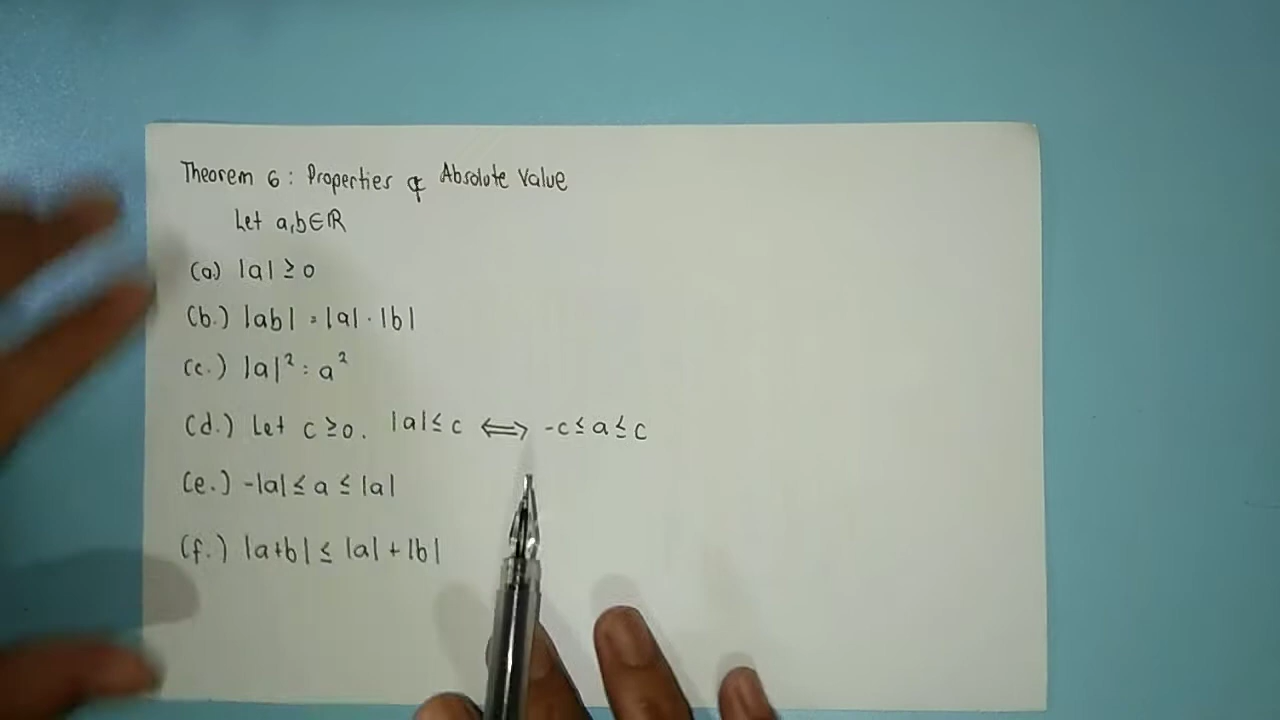 Theorem 6: Properties of Absolute Value
Let a,b∈ℝ
(a.) |a| ≥ 0
(b.) |ab| = |a| · |b|
(c.) |a|² = a²
(d.) Let c ≥ 0. |a| ≤ c ⟺ -c ≤ a ≤ c
(e.) -|a| ≤ a ≤ |a|
(f.) |a+b| ≤ |a| + |b|